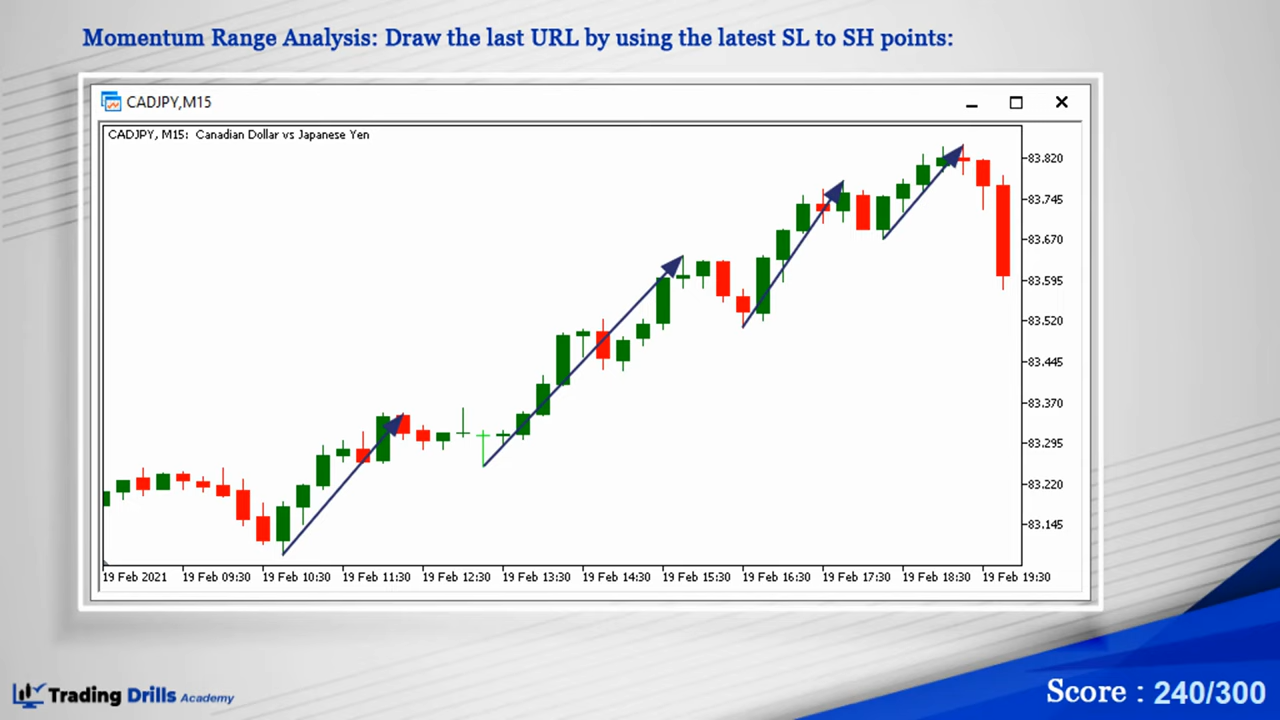 Momentum Range Analysis: Draw the last URL by using the latest SL to SH points:
CADJPY,M15
CADJPY, M15: Canadian Dollar vs Japanese Yen
83.820
83.745
83.670
83.595
83.520
83.445
83.370
83.295
83.220
83.145
19 Feb 2021 19 Feb 09:30 19 Feb 10:30 19 Feb 11:30 19 Feb 12:30 19 Feb 13:30 19 Feb 14:30 19 Feb 15:30 19 Feb 16:30 19 Feb 17:30 19 Feb 18:30 19 Feb 19:30
Trading Drills Academy
Score : 240/300